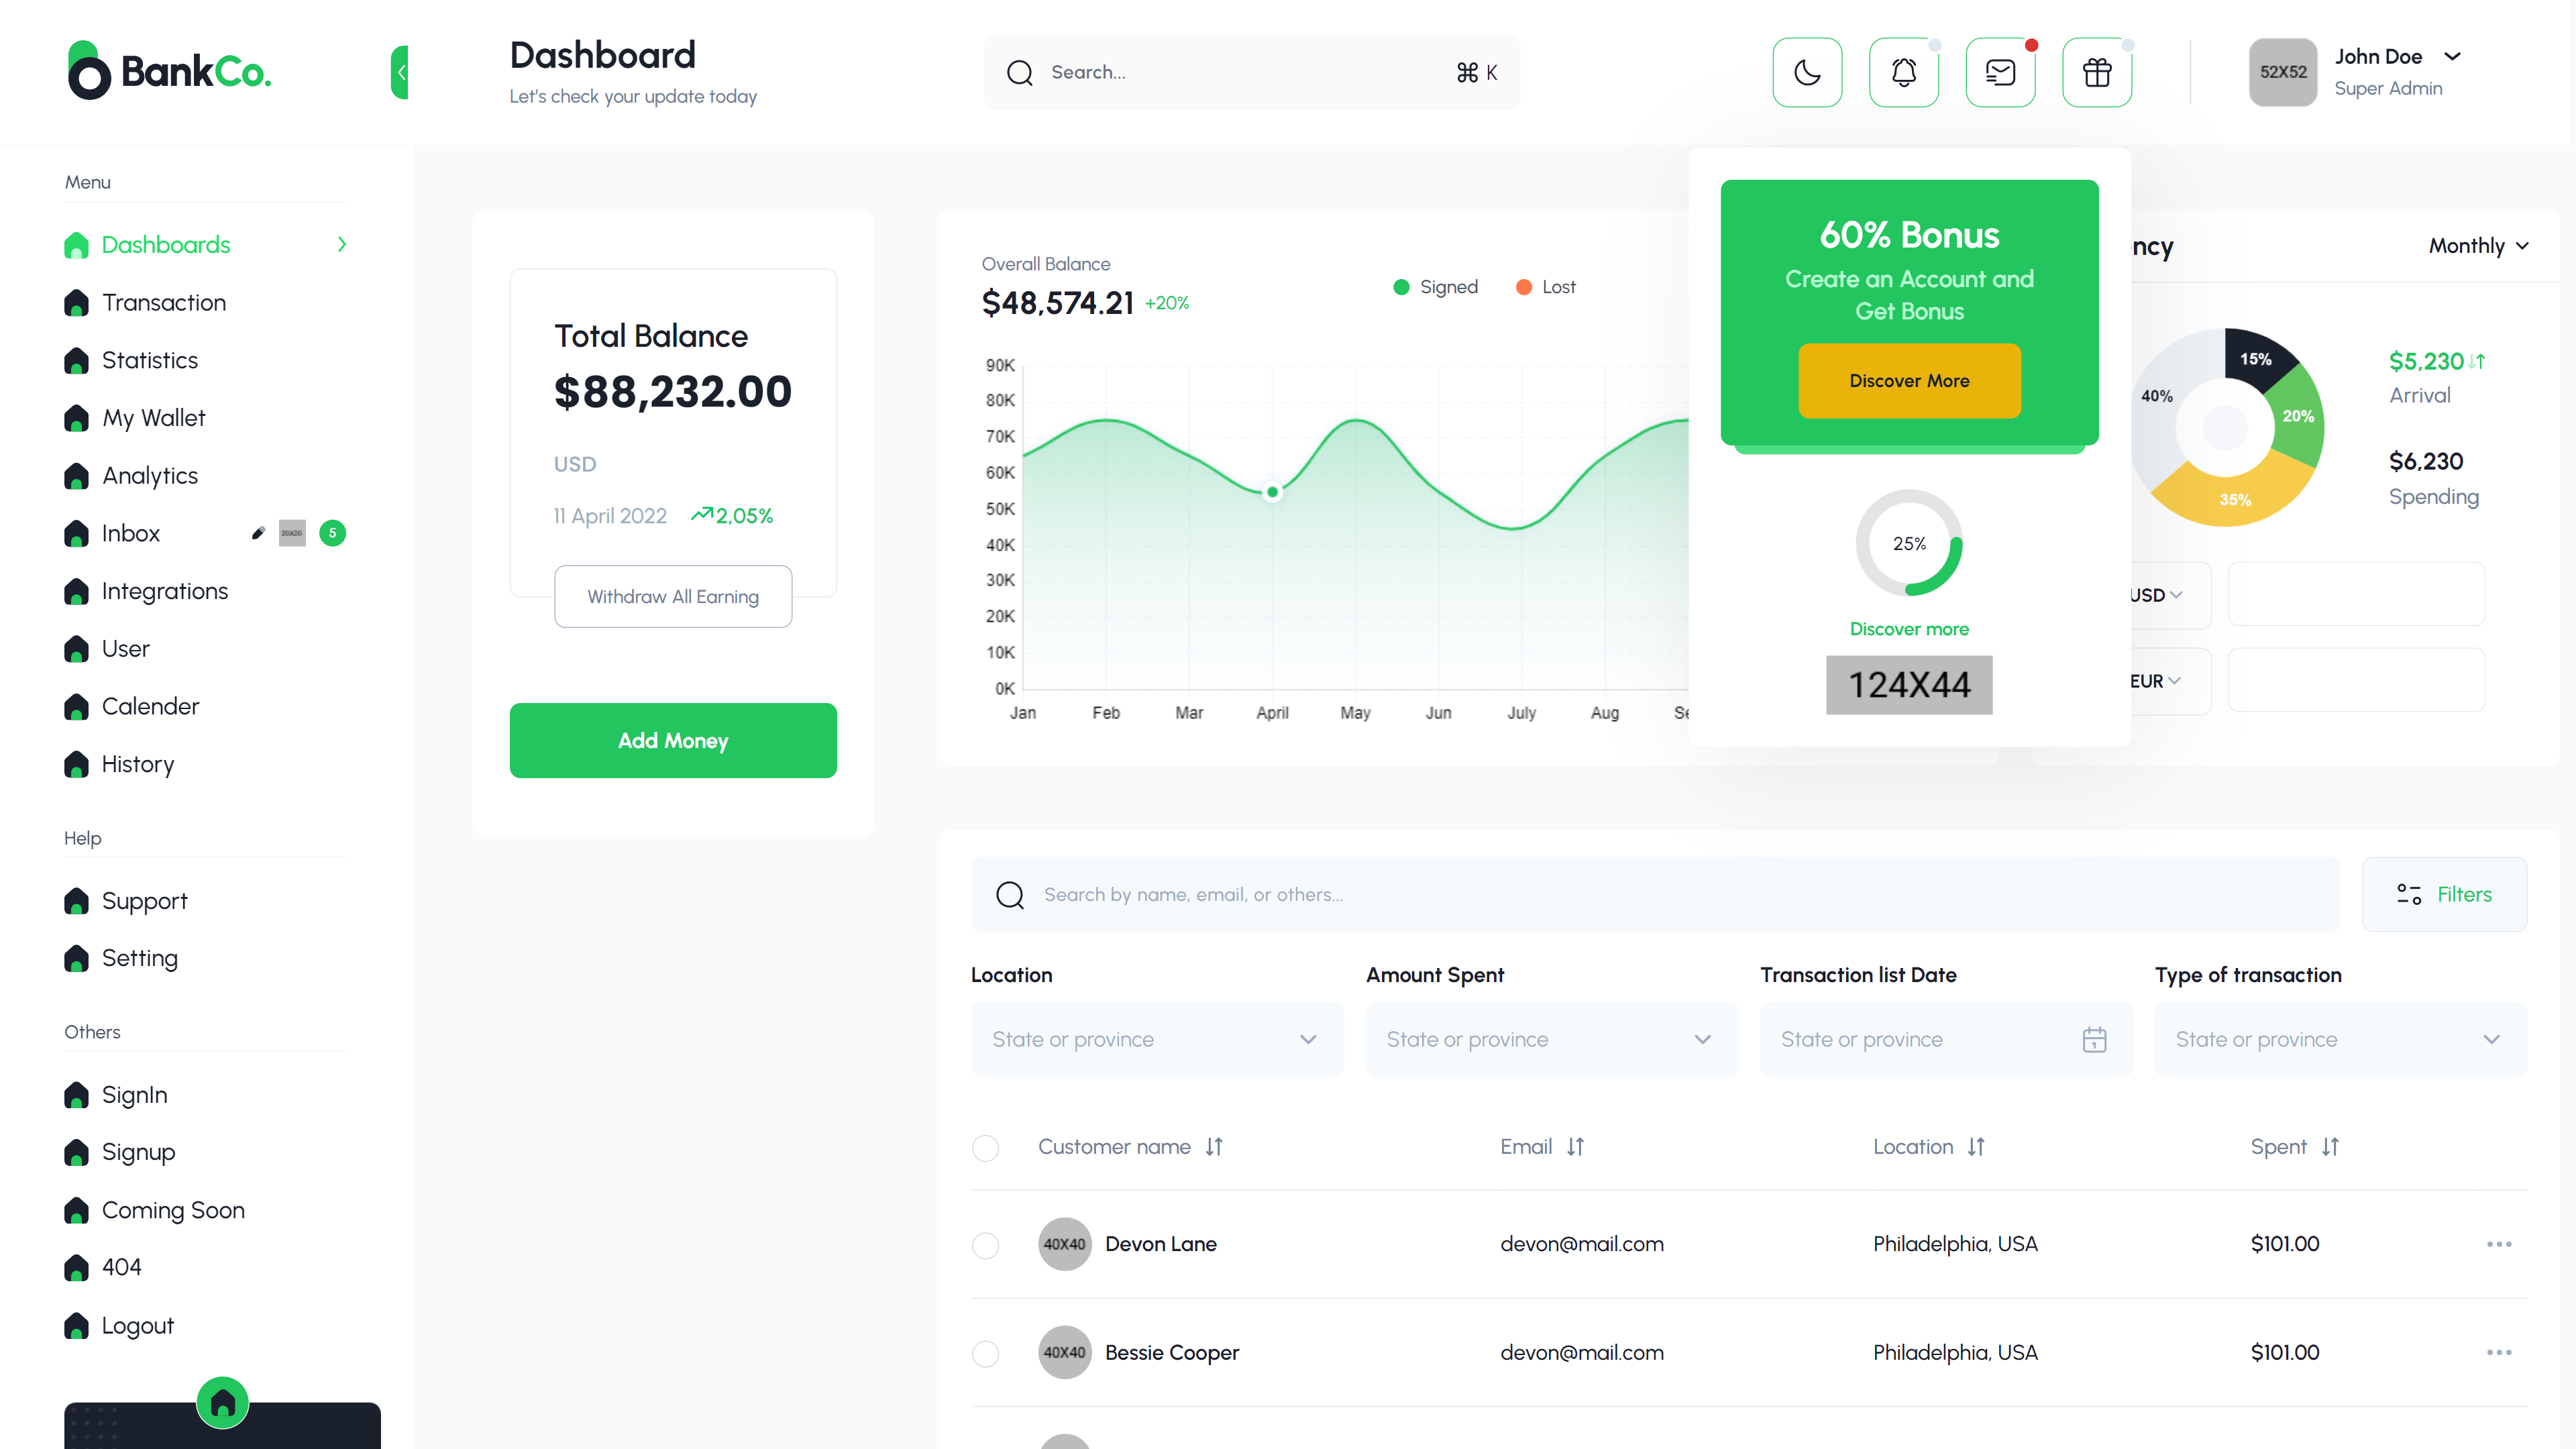 BankCo.
Dashboard
Let's check your update today
Search...
⌘ K
52X52
John Doe
Super Admin
Menu
Dashboards
Transaction
Statistics
My Wallet
Analytics
Inbox
20X20
5
Integrations
User
Calender
History
Help
Support
Setting
Others
SignIn
Signup
Coming Soon
404
Logout
Total Balance
$88,232.00
USD
11 April 2022
2,05%
Withdraw All Earning
Add Money
Overall Balance
$48,574.21 +20%
Signed
Lost
90K
80K
70K
60K
50K
40K
30K
20K
10K
0K
Jan Feb Mar April May Jun July Aug Se
60% Bonus
Create an Account and
Get Bonus
Discover More
25%
Discover more
124X44
ncy
Monthly
15%
20%
35%
40%
$5,230
Arrival
$6,230
Spending
USD
EUR
Search by name, email, or others...
Filters
Location
Amount Spent
Transaction list Date
Type of transaction
State or province
State or province
State or province
State or province
Customer name
Email
Location
Spent
40X40
Devon Lane
devon@mail.com
Philadelphia, USA
$101.00
40X40
Bessie Cooper
devon@mail.com
Philadelphia, USA
$101.00